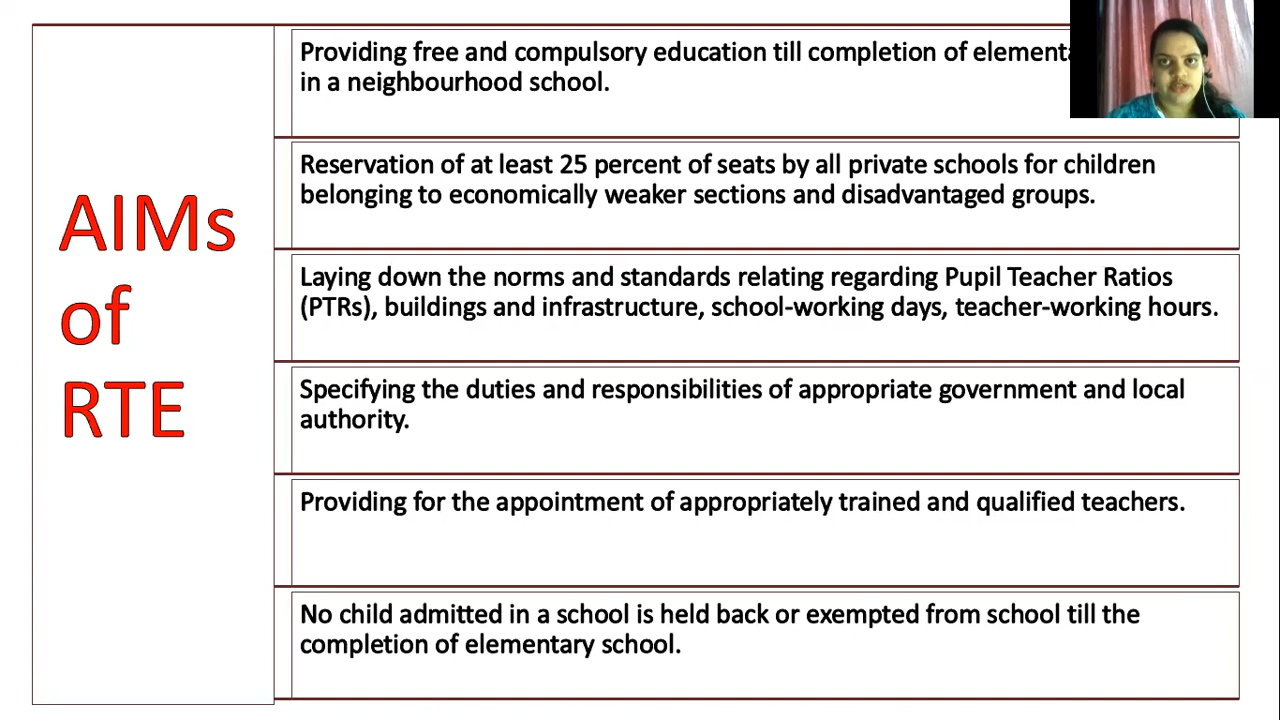 AIMs
of
RTE
Providing free and compulsory education till completion of
in a neighbourhood school.
Reservation of at least 25 percent of seats by all private schools for children
belonging to economically weaker sections and disadvantaged groups.
Laying down the norms and standards relating regarding Pupil Teacher Ratios
(PTRs), buildings and infrastructure, school-working days, teacher-working hours.
Specifying the duties and responsibilities of appropriate government and local
authority.
Providing for the appointment of appropriately trained and qualified teachers.
No child admitted in a school is held back or exempted from school till the
completion of elementary school.